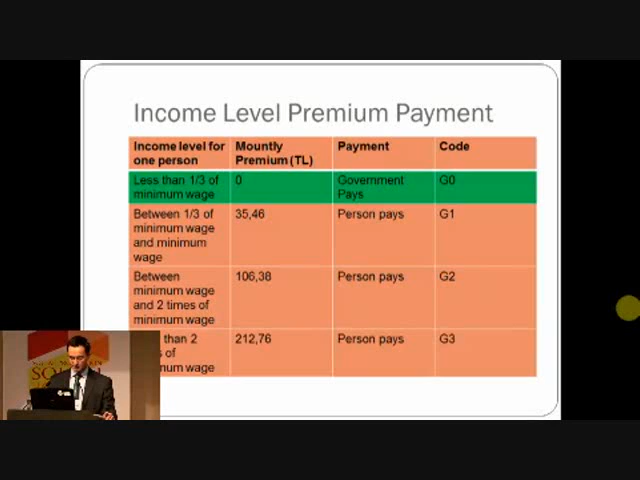 Income Level Premium Payment
Income level for one person Mountly Premium (TL) Payment Code
Less than 1/3 of minimum wage 0 Government Pays G0
Between 1/3 of minimum wage and minimum wage 35,46 Person pays G1
Between minimum wage and 2 times of minimum wage 106,38 Person pays G2
than 2 of mum wage 212,76 Person pays G3